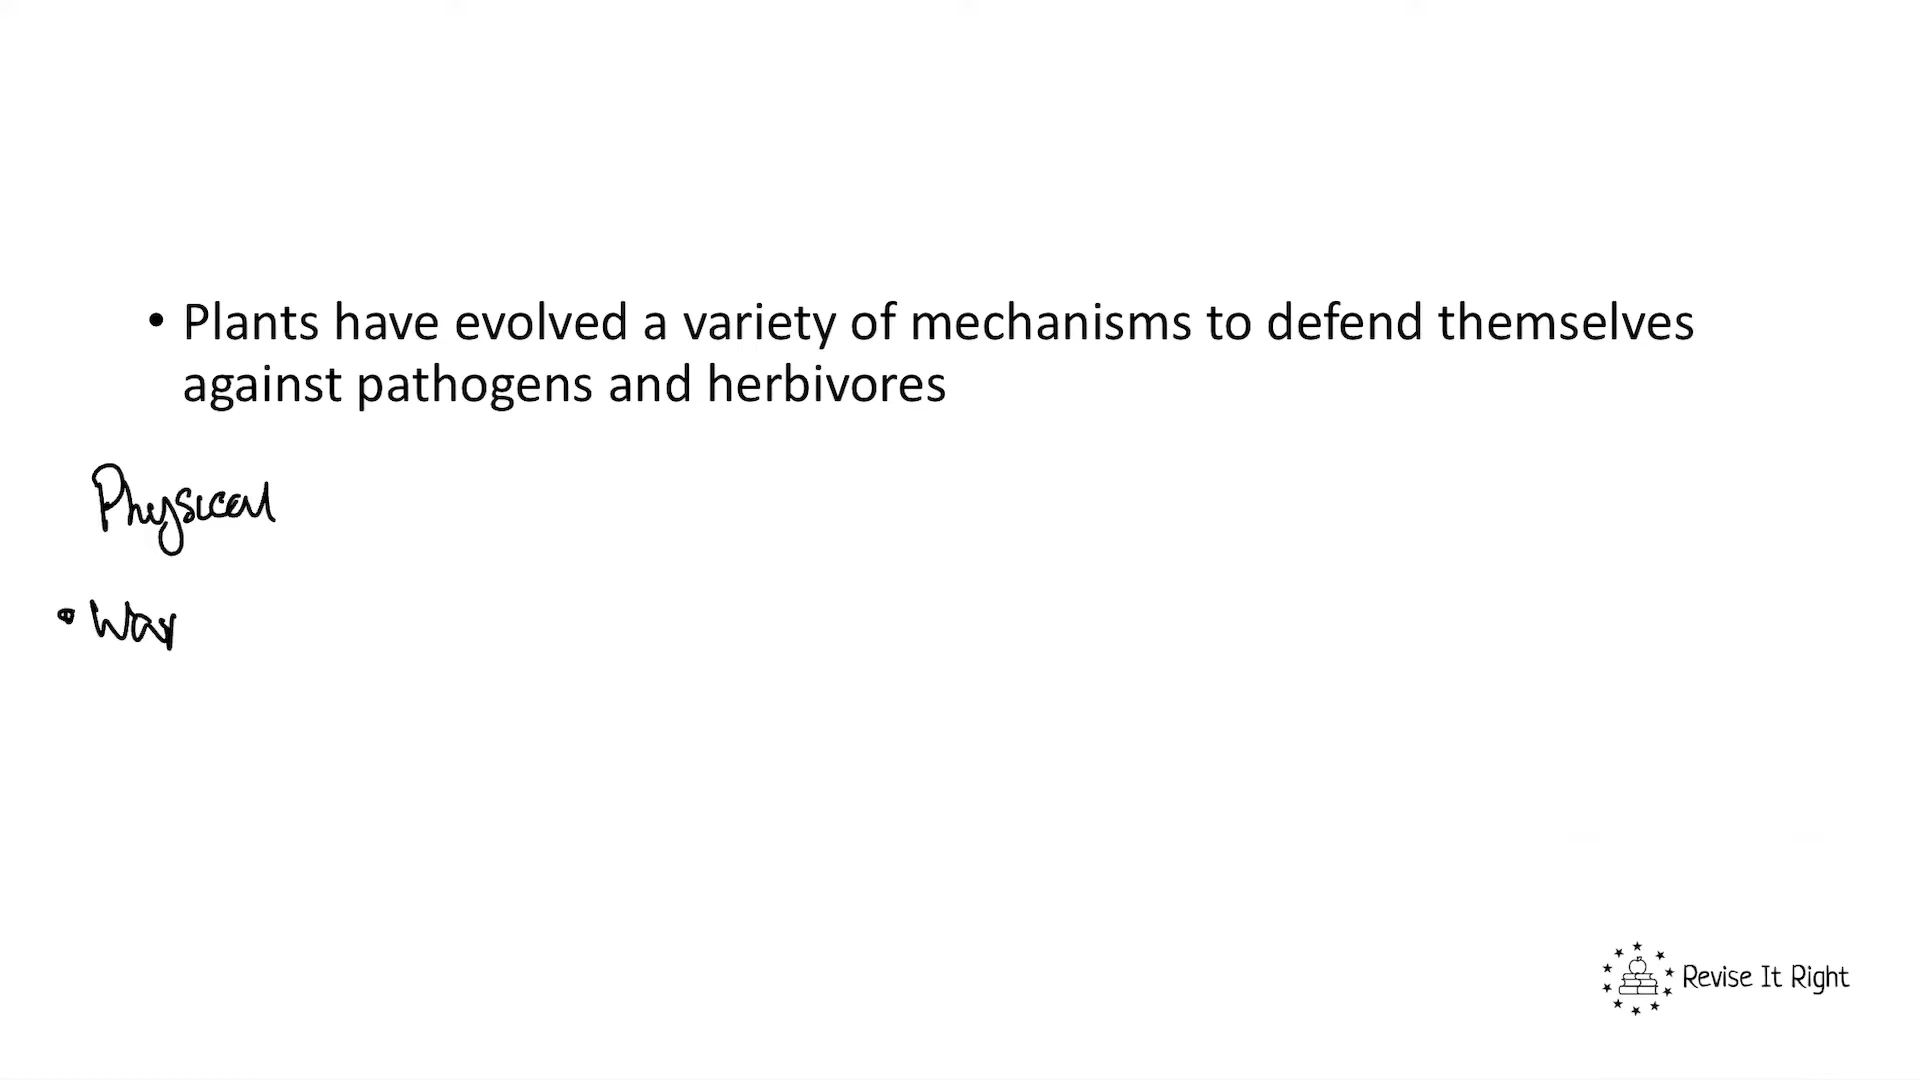 • Plants have evolved a variety of mechanisms to defend themselves
against pathogens and herbivores
Physical
• Wax
Revise It Right